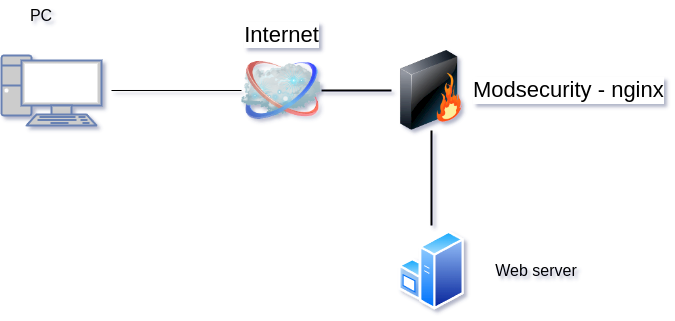 PC
Internet
Modsecurity - nginx
Web server